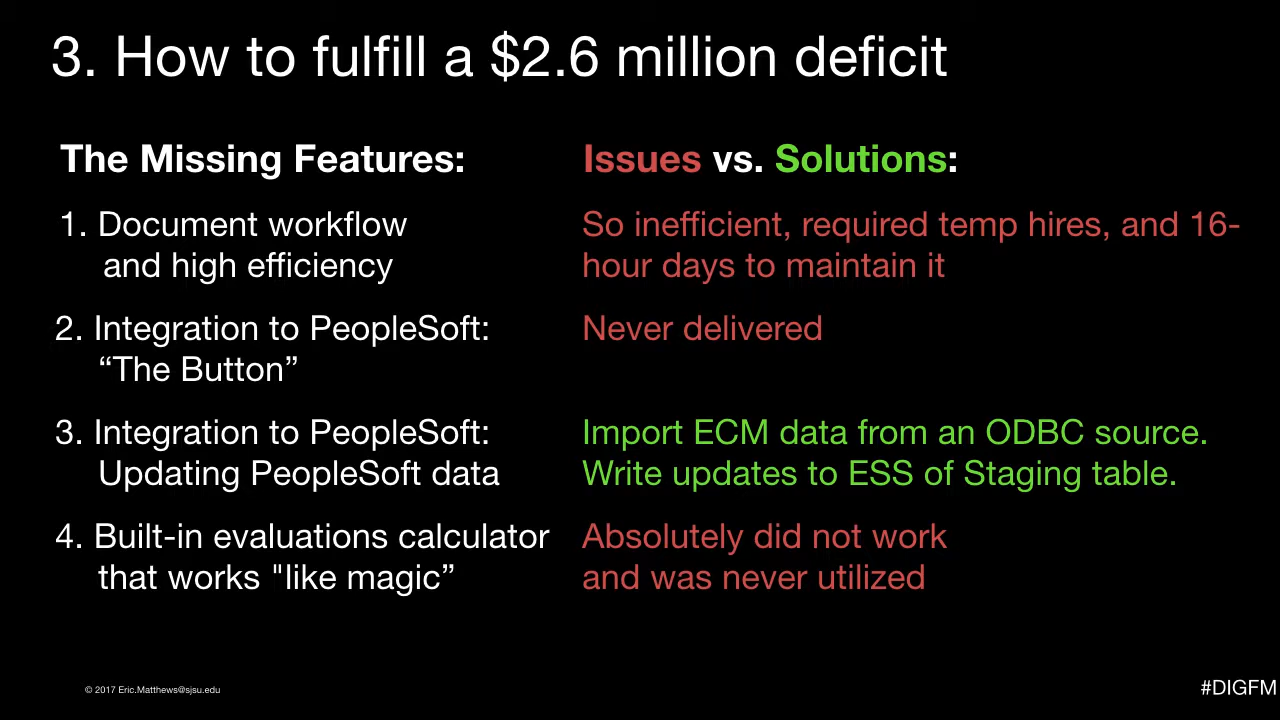 3. How to fulfill a $2.6 million deficit
The Missing Features:
Issues vs. Solutions:
1. Document workflow
and high efficiency
So inefficient, required temp hires, and 16-
hour days to maintain it
2. Integration to PeopleSoft:
“The Button”
Never delivered
3. Integration to PeopleSoft:
Updating PeopleSoft data
Import ECM data from an ODBC source.
Write updates to ESS of Staging table.
4. Built-in evaluations calculator
that works "like magic”
Absolutely did not work
and was never utilized
© 2017 Eric.Matthews@sjsu.edu
#DIGFM